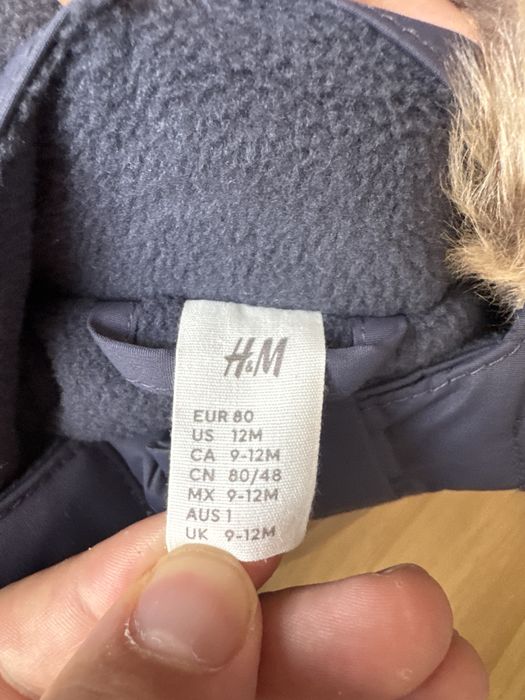 H&M
EUR 80
US 12M
CA 9-12M
CN 80/48
MX 9-12M
AUS 1
UK 9-12M